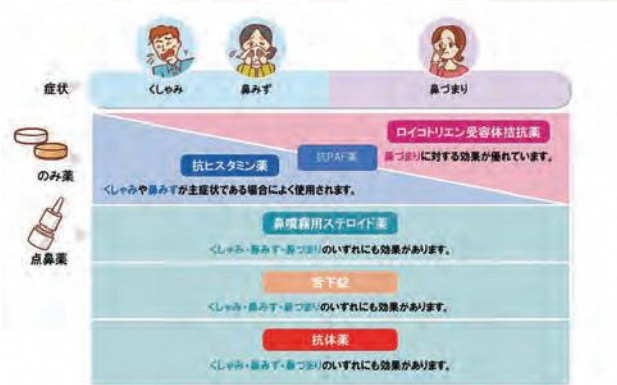 症状
くしゃみ
鼻みず
鼻づまり
のみ薬
ロイコトリエン受容体拮抗薬
鼻づまりに対する効果が優れています。
抗PAF薬
抗ヒスタミン薬
くしゃみや鼻みずが主症状である場合によく使用されます。
点鼻薬
鼻噴霧用ステロイド薬
くしゃみ・鼻みず・鼻づまりのいずれにも効果があります。
舌下錠
くしゃみ・鼻みず・鼻づまりのいずれにも効果があります。
抗体薬
くしゃみ・鼻みず・鼻づまりのいずれにも効果があります。